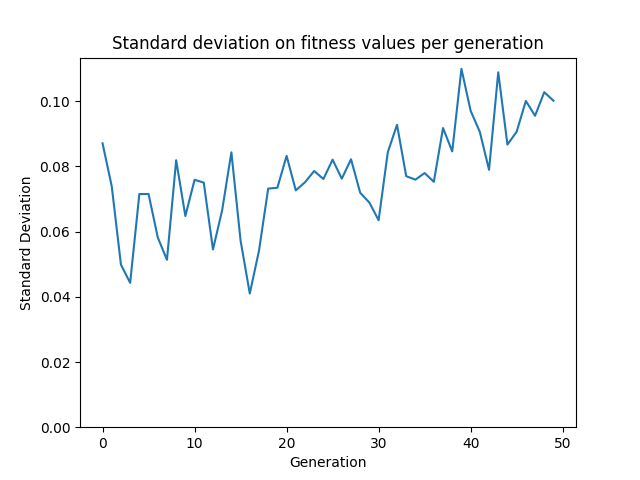 Standard deviation on fitness values per generation
0.10
0.08
0.06
0.04
0.02
0.00
Standard Deviation
0 10 20 30 40 50
Generation